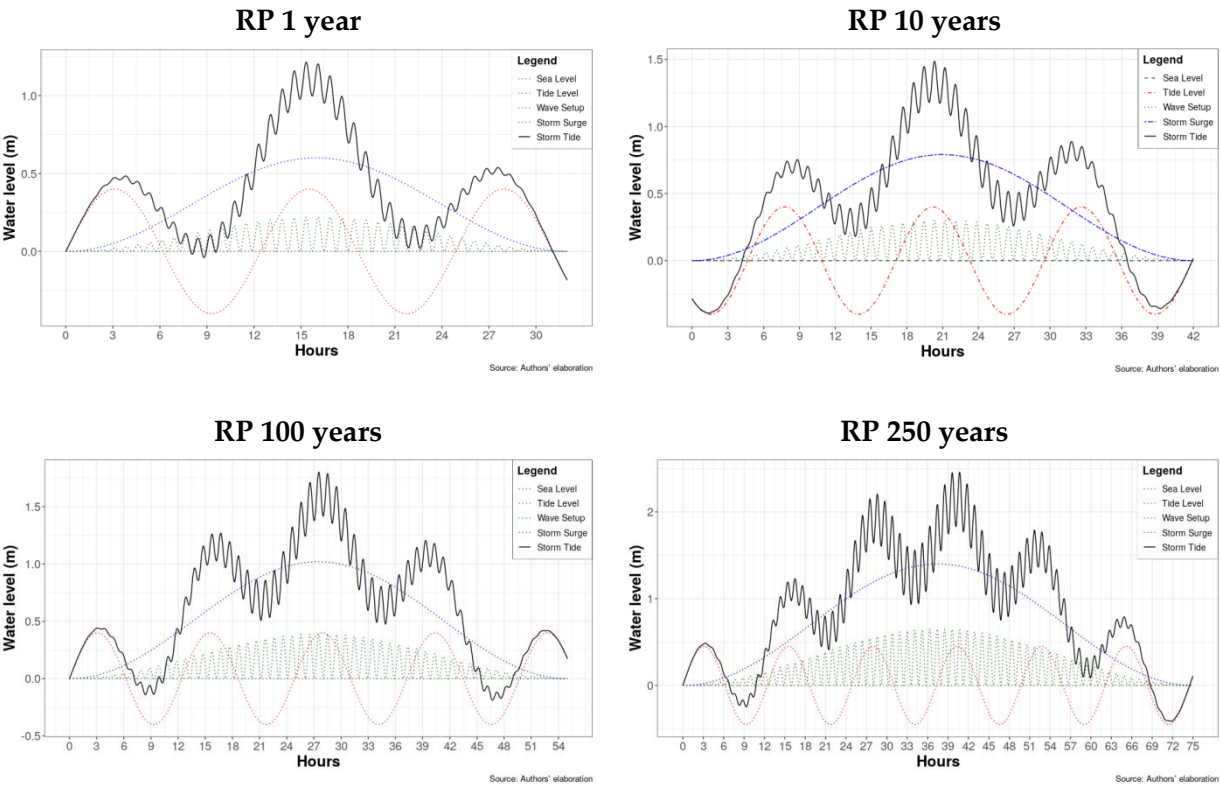 RP 1 year
Water level (m)
1.0
0.5
0.0
Legend
Sea Level
Tide Level
Wave Setup
Storm Surge
Storm Tide
0 3 6 9 12 15 18 21 24 27 30
Hours
Source: Authors' elaboration
RP 10 years
Water level (m)
1.5
1.0
0.5
0.0
Legend
Sea Level
Tide Level
Wave Setup
Storm Surge
Storm Tide
0 3 6 9 12 15 18 21 24 27 30 33 36 39 42
Hours
Source: Authors' elaboration
RP 100 years
Water level (m)
1.5
1.0
0.5
0.0
-0.5
Legend
Sea Level
Tide Level
Wave Setup
Storm Surge
Storm Tide
0 3 6 9 12 15 18 21 24 27 30 33 36 39 42 45 48 51 54
Hours
Source: Authors' elaboration
RP 250 years
Water level (m)
2
1
0
Legend
Sea Level
Tide Level
Wave Setup
Storm Surge
Storm Tide
0 3 6 9 12 15 18 21 24 27 30 33 36 39 42 45 48 51 54 57 60 63 66 69 72 75
Hours
Source: Authors' elaboration